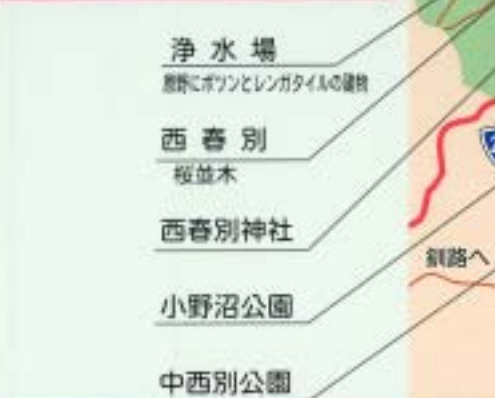 浄水場
原野にポツンとレンガタイルの建物
西春別
桜並木
西春別神社
小野沼公園
釧路へ
中西別公園